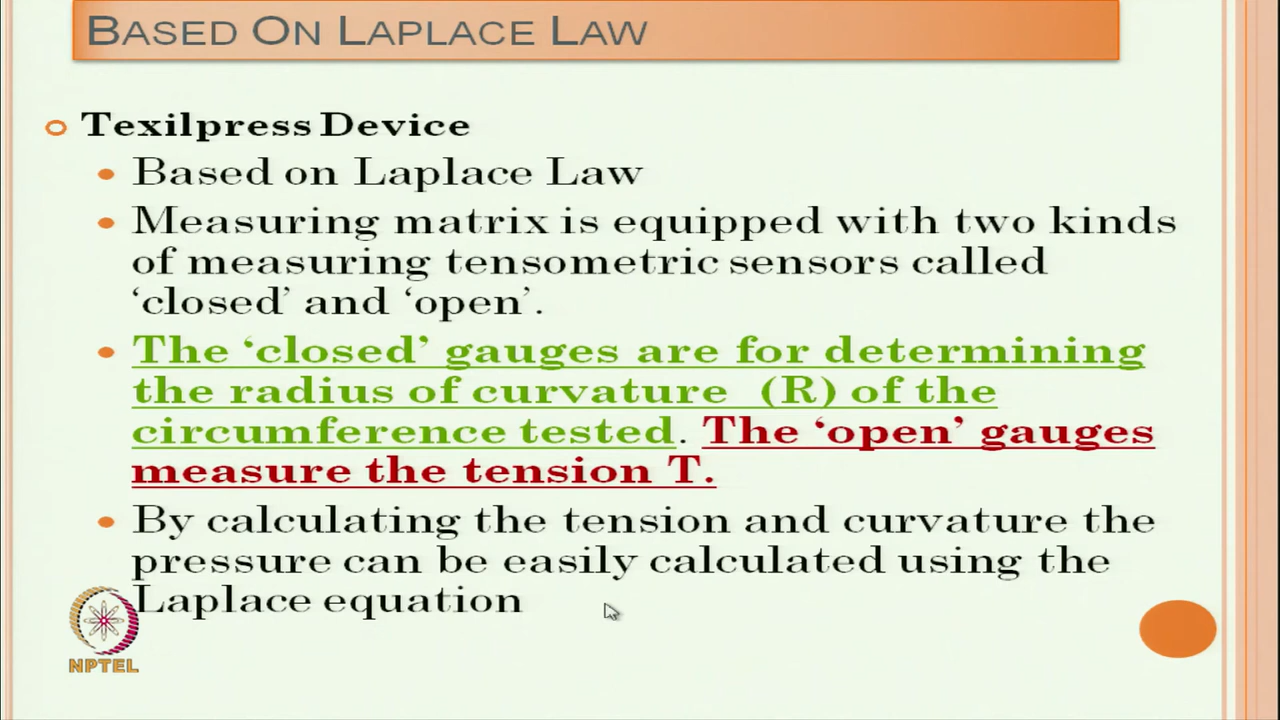 BASED ON LAPLACE LAW
Texilpress Device
Based on Laplace Law
Measuring matrix is equipped with two kinds
of measuring tensometric sensors called
‘closed’ and ‘open’.
The ‘closed’ gauges are for determining
the radius of curvature (R) of the
circumference tested. The ‘open’ gauges
measure the tension T.
By calculating the tension and curvature the
pressure can be easily calculated using the
Laplace equation
NPTEL